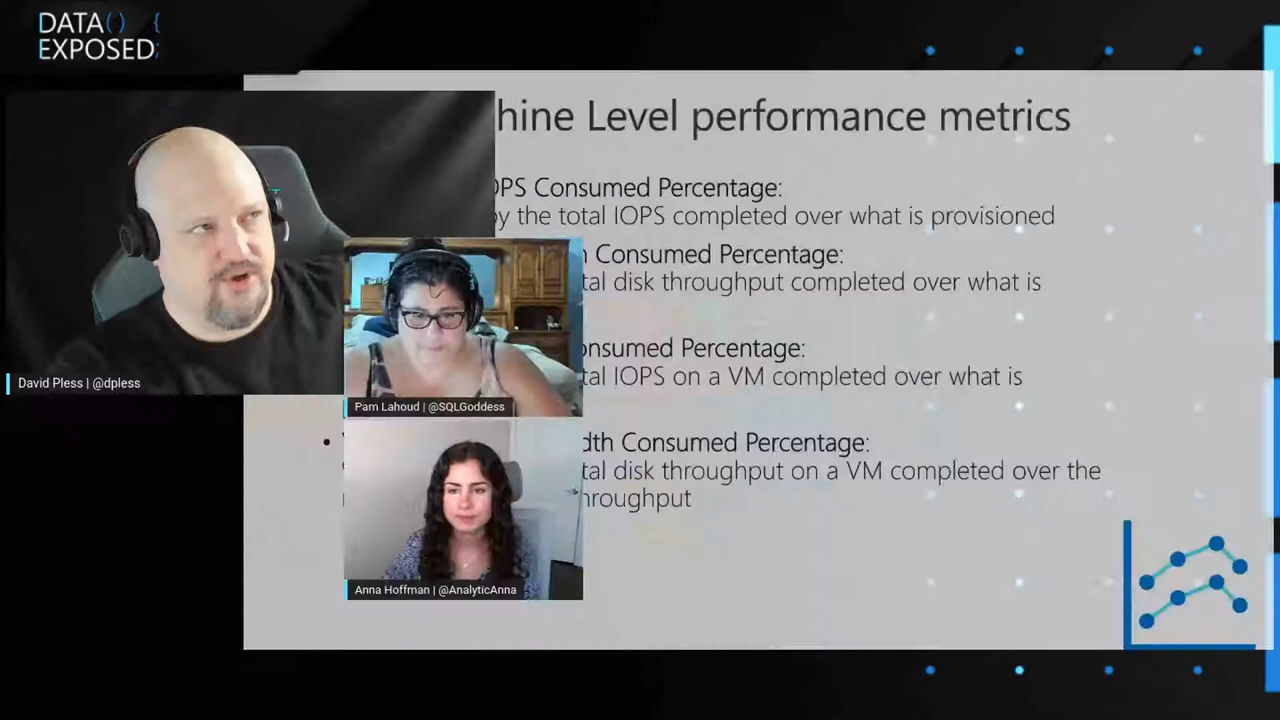 DATA() {
EXPOSED;
hine Level performance metrics
OPS Consumed Percentage:
by the total IOPS completed over what is provisioned
Consumed Percentage:
tal disk throughput completed over what is
onsumed Percentage:
tal IOPS on a VM completed over what is
• dth Consumed Percentage:
tal disk throughput on a VM completed over the
hroughput
David Pless | @dpless
Pam Lahoud | @SQLGoddess
Anna Hoffman | @AnalyticAnna